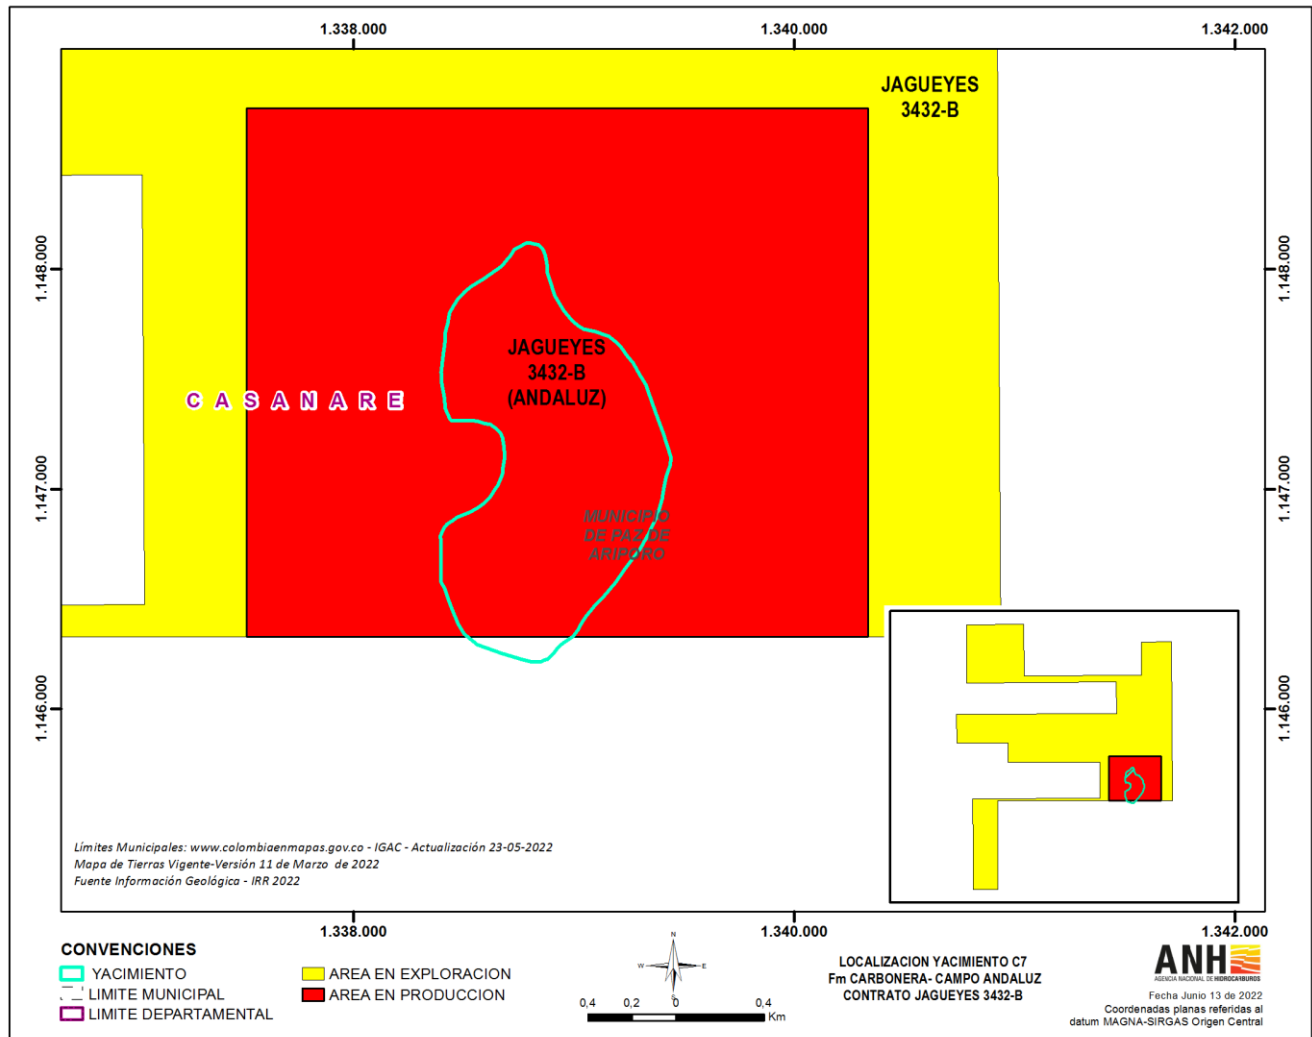 1.338.000
1.340.000
1.342.000
JAGUEYES
3432-B
1.148.000
1.148.000
JAGUEYES
3432-B
(ANDALUZ)
CASANARE
1.147.000
1.147.000
MUNICIPIO
DE PAZ DE
ARIPORO
1.146.000
1.146.000
Límites Municipales: www.colombiaenmapas.gov.co - IGAC - Actualización 23-05-2022
Mapa de Tierras Vigente-Versión 11 de Marzo de 2022
Fuente Información Geológica - IRR 2022
1.338.000
1.340.000
1.342.000
CONVENCIONES
YACIMIENTO
LIMITE MUNICIPAL
LIMITE DEPARTAMENTAL
AREA EN EXPLORACION
AREA EN PRODUCCION
N
W
E
S
0,4
0,2
0
0,4
Km
LOCALIZACION YACIMIENTO C7
Fm CARBONERA- CAMPO ANDALUZ
CONTRATO JAGUEYES 3432-B
ANH
AGENCIA NACIONAL DE HIDROCARBUROS
Fecha Junio 13 de 2022
Coordenadas planas referidas al
datum MAGNA-SIRGAS Origen Central